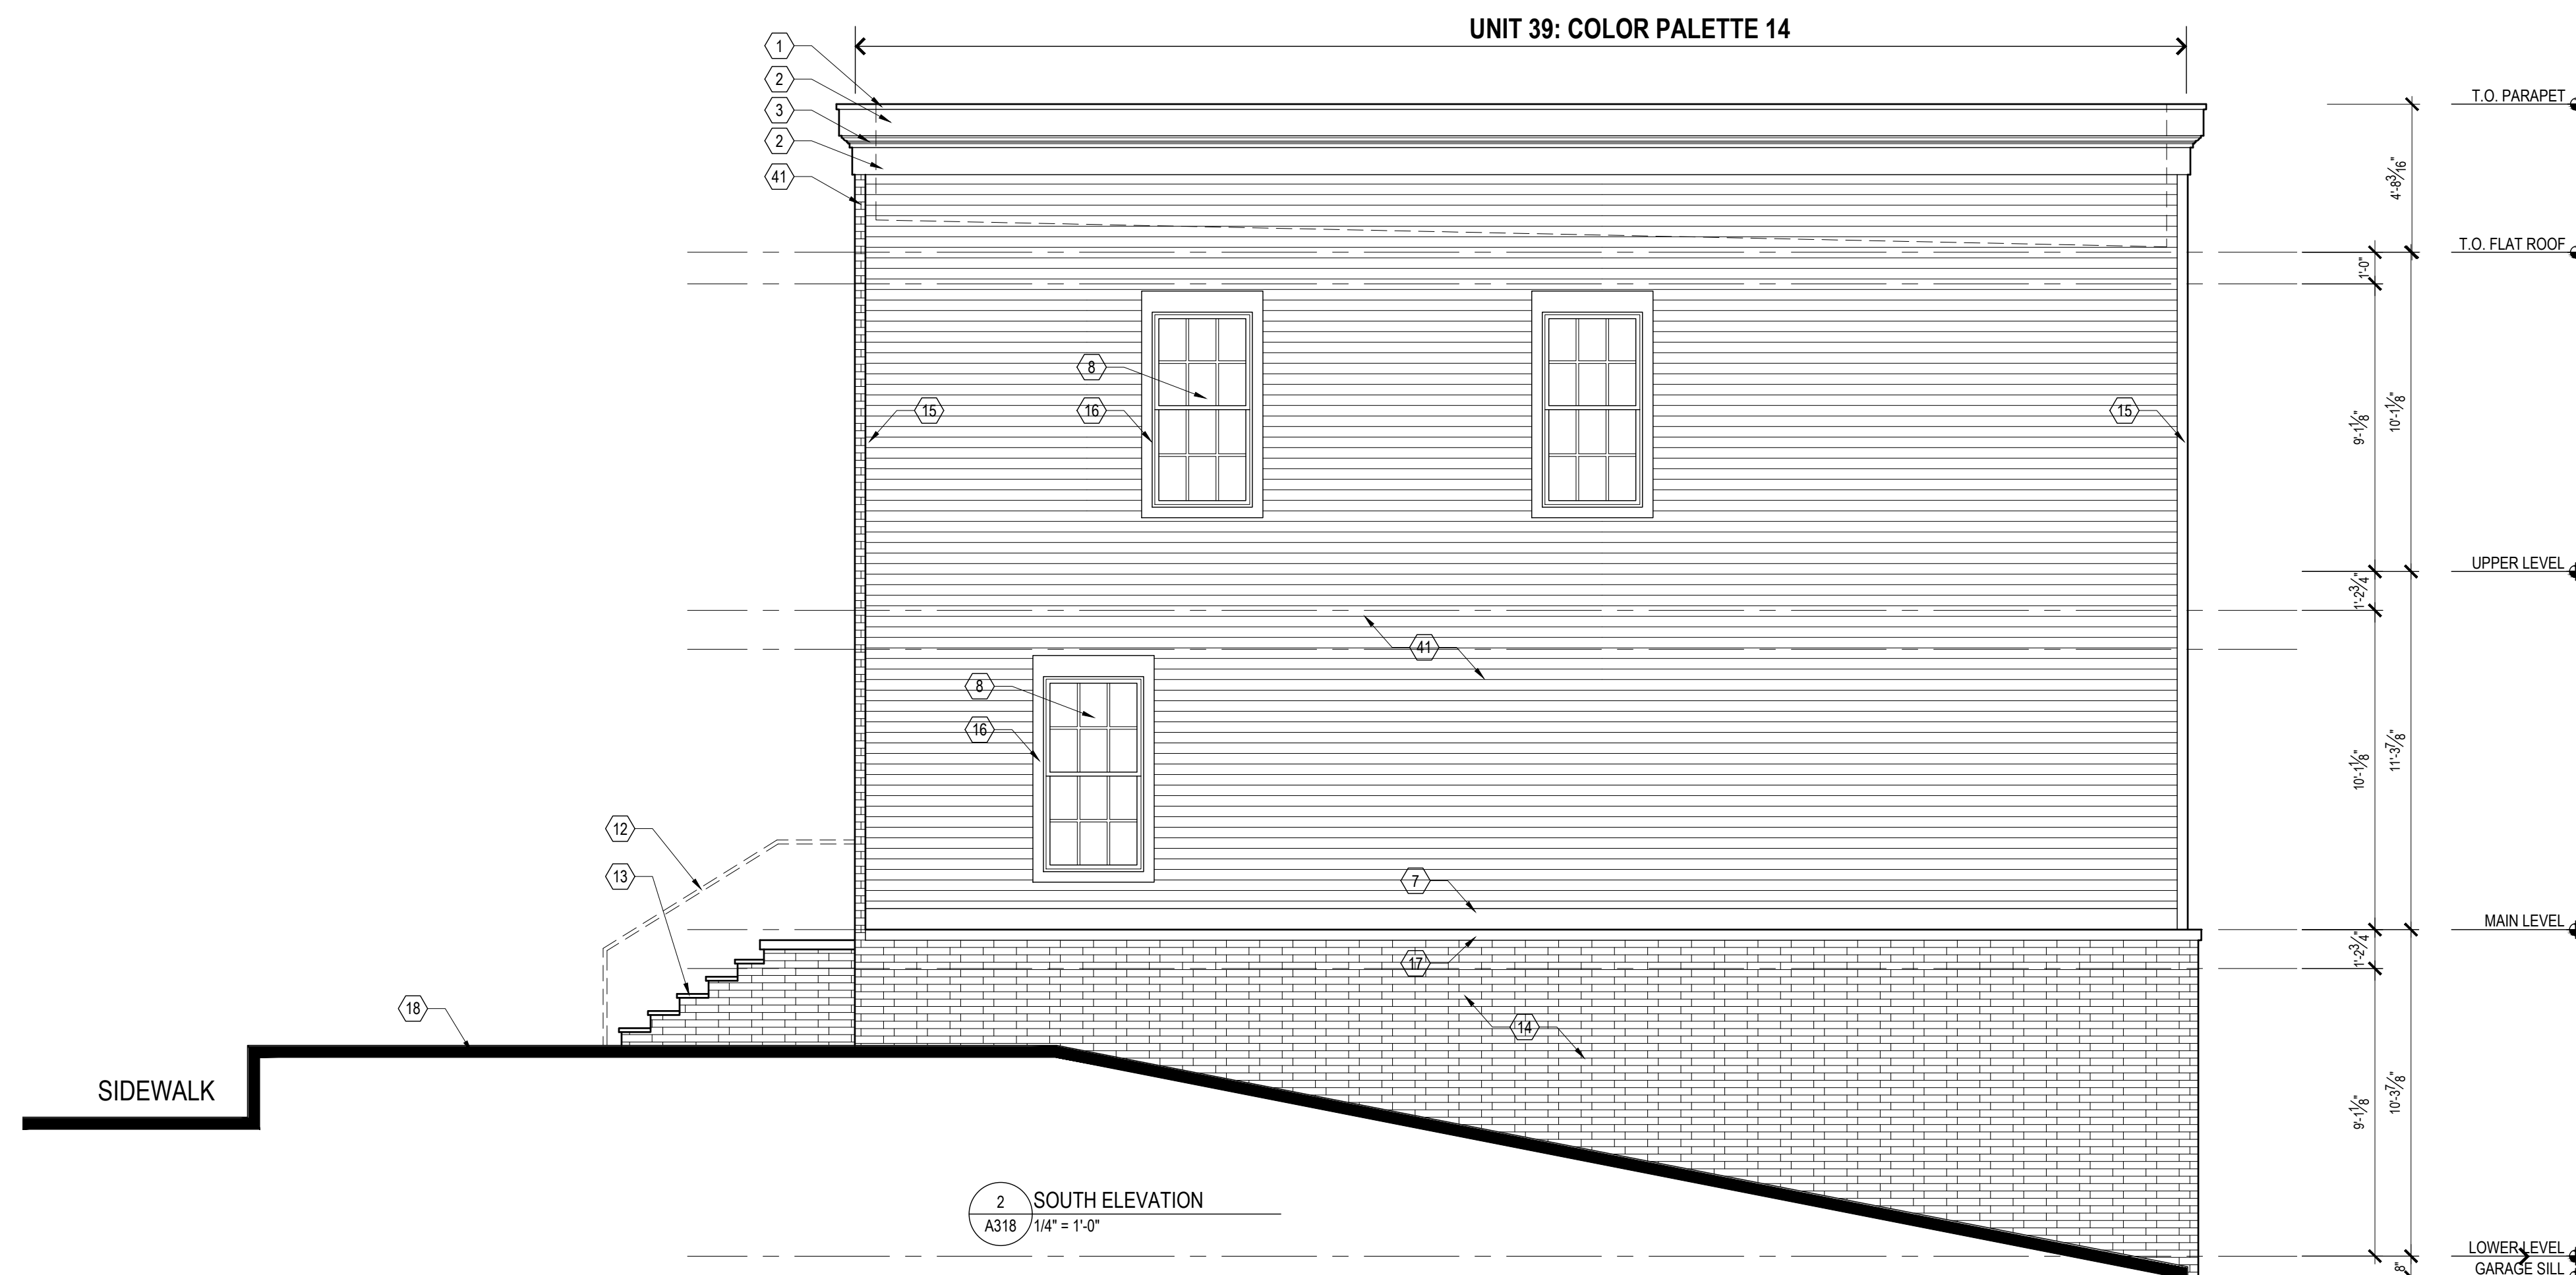 UNIT 39: COLOR PALETTE 14
1
2
3
2
41
T.O. PARAPET
4'-8 3/16"
T.O. FLAT ROOF
1'-0"
8
16
15
15
9'-1 1/8"
10'-1 1/8"
UPPER LEVEL
1'-2 3/4"
41
8
16
10'-1 1/8"
11'-3 7/8"
12
13
7
MAIN LEVEL
1'-2 3/4"
17
18
14
SIDEWALK
9'-1 1/8"
10'-3 7/8"
2
SOUTH ELEVATION
A318
1/4" = 1'-0"
LOWER LEVEL
8"
GARAGE SILL